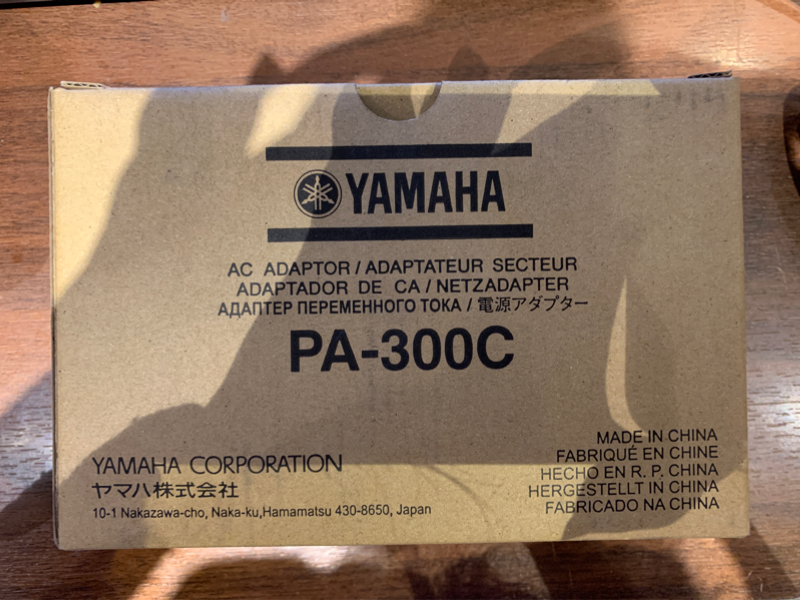 YAMAHA
AC ADAPTOR / ADAPTATEUR SECTEUR
ADAPTADOR DE CA / NETZADAPTER
АДАПТЕР ПЕРЕМЕННОГО ТОКА / 電源アダプター
PA-300C
YAMAHA CORPORATION
ヤマハ株式会社
10-1 Nakazawa-cho, Naka-ku,Hamamatsu 430-8650, Japan
MADE IN CHINA
FABRIQUÉ EN CHINE
HECHO EN R. P. CHINA
HERGESTELLT IN CHINA
FABRICADO NA CHINA